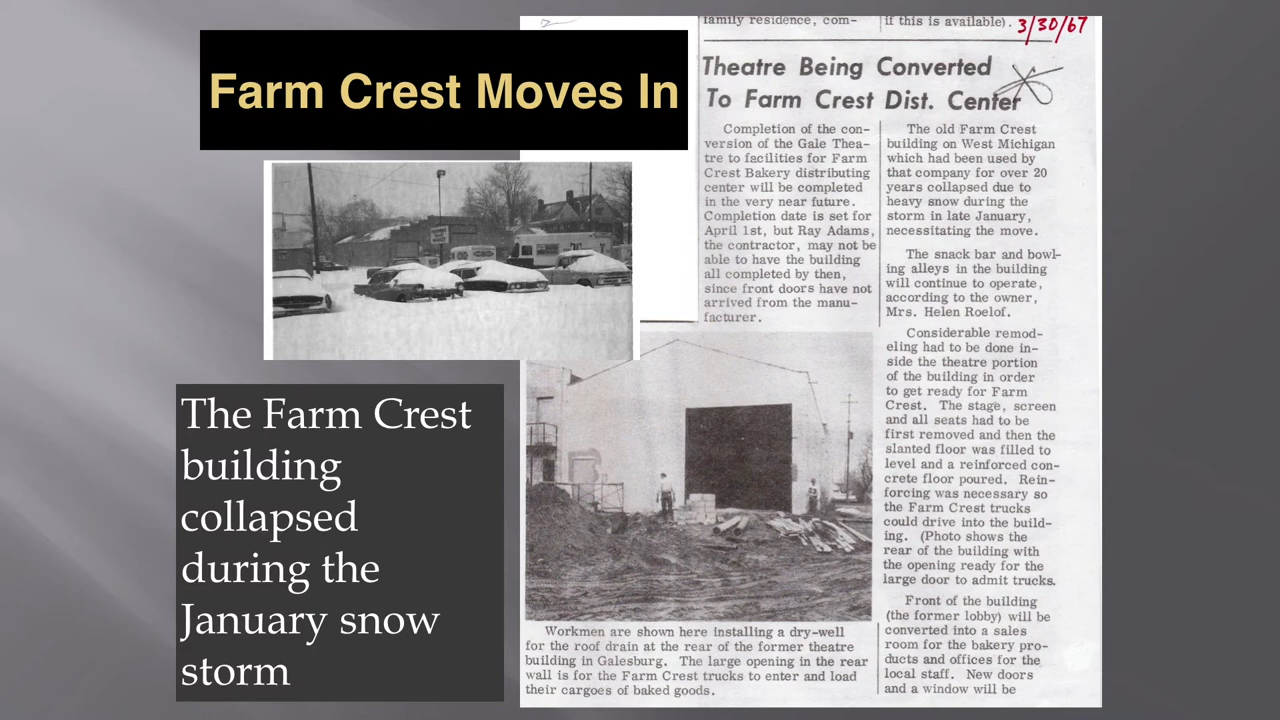 Farm Crest Moves In
The Farm Crest
building
collapsed
during the
January snow
storm
family residence, com-
if this is available).
3/30/67
Theatre Being Converted
To Farm Crest Dist. Center
Completion of the con-
version of the Gale Thea-
tre to facilities for Farm
Crest Bakery distributing
center will be completed
in the very near future.
Completion date is set for
April 1st, but Ray Adams,
the contractor, may not be
able to have the building
all completed by then,
since front doors have not
arrived from the manu-
facturer.
The old Farm Crest
building on West Michigan
which had been used by
that company for over 20
years collapsed due to
heavy snow during the
storm in late January,
necessitating the move.
The snack bar and bowl-
ing alleys in the building
will continue to operate,
according to the owner,
Mrs. Helen Roelof.
Considerable remod-
eling had to be done in-
side the theatre portion
of the building in order
to get ready for Farm
Crest. The stage, screen
and all seats had to be
first removed and then the
slanted floor was filled to
level and a reinforced con-
crete floor poured. Rein-
forcing was necessary so
the Farm Crest trucks
could drive into the build-
ing. (Photo shows the
rear of the building with
the opening ready for the
large door to admit trucks.
Front of the building
(the former lobby) will be
converted into a sales
room for the bakery pro-
ducts and offices for the
local staff. New doors
and a window will be
Workmen are shown here installing a dry-well
for the roof drain at the rear of the former theatre
building in Galesburg. The large opening in the rear
wall is for the Farm Crest trucks to enter and load
their cargoes of baked goods.